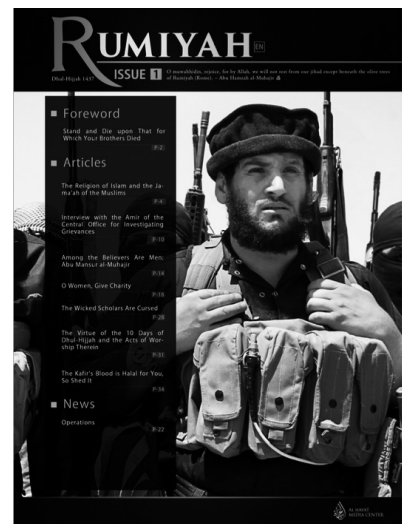 RUMIYAH EN
Dhul-Hijjah 1437
ISSUE 1
O muwahhidin, rejoice, for by Allah, we will not rest from our jihad except beneath the olive trees
of Rumiyah (Rome). – Abu Hamzah al-Muhajir
Foreword
Stand and Die upon That for
Which Your Brothers Died
P-2
Articles
The Religion of Islam and the Ja-
ma'ah of the Muslims
P-4
Interview with the Amir of the
Central Office for Investigating
Grievances
P-10
Among the Believers Are Men:
Abu Mansur al-Muhajir
P-14
O Women, Give Charity
P-18
The Wicked Scholars Are Cursed
P-28
The Virtue of the 10 Days of
Dhul-Hijjah and the Acts of Wor-
ship Therein
P-31
The Kafir's Blood is Halal for You,
So Shed It
P-34
News
Operations
P-22
AL HAYAT
MEDIA CENTER